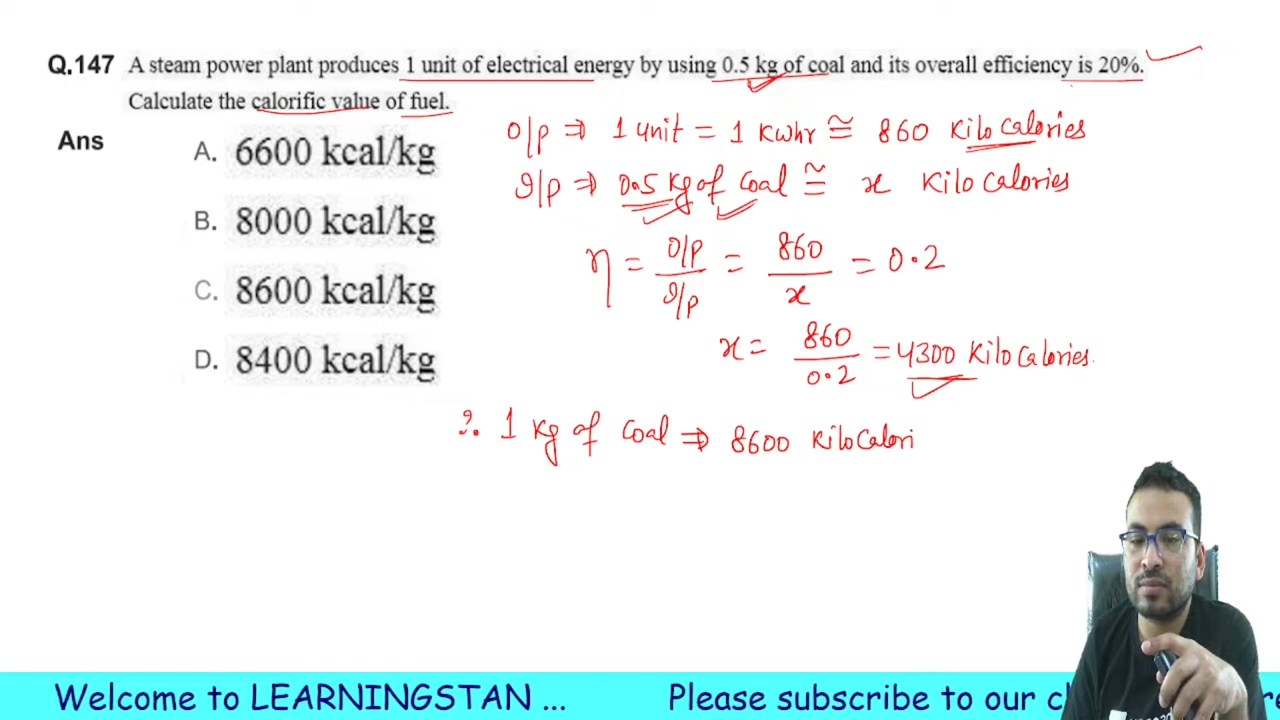 Q.147 A steam power plant produces 1 unit of electrical energy by using 0.5 kg of coal and its overall efficiency is 20%.
Calculate the calorific value of fuel.
Ans
A. 6600 kcal/kg
B. 8000 kcal/kg
C. 8600 kcal/kg
D. 8400 kcal/kg
O/p ⇒ 1 unit = 1 Kwhr ≅ 860 Kilo Calories
I/p ⇒ 0.5 Kg of Coal ≅ x Kilo Calories
η = O/p / I/p = 860 / x = 0.2
x = 860 / 0.2 = 4300 Kilo Calories.
∴ 1 Kg of Coal ⇒ 8600 KiloCalori
Welcome to LEARNINGSTAN ... Please subscribe to our